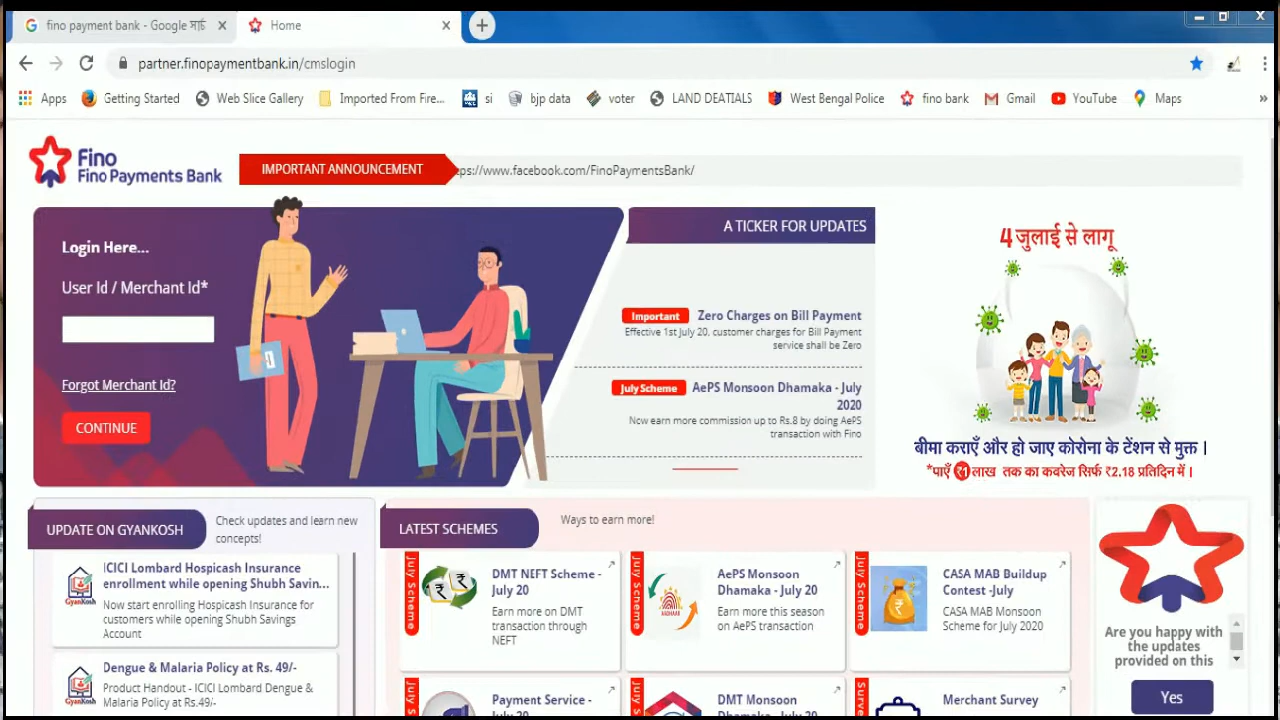 fino payment bank - Google সার্চ
Home
partner.finopaymentbank.in/cmslogin
Apps
Getting Started
Web Slice Gallery
Imported From Fire...
si
bjp data
voter
LAND DEATIALS
West Bengal Police
fino bank
Gmail
YouTube
Maps
Fino
Fino Payments Bank
IMPORTANT ANNOUNCEMENT
ps://www.facebook.com/FinoPaymentsBank/
Login Here...
User Id / Merchant Id*
Forgot Merchant Id?
CONTINUE
A TICKER FOR UPDATES
Important
Zero Charges on Bill Payment
Effective 1st July 20, customer charges for Bill Payment
service shall be Zero
July Scheme
AePS Monsoon Dhamaka - July
2020
Now earn more commission up to Rs.8 by doing AePS
transaction with Fino
4 जुलाई से लागू
बीमा कराएँ और हो जाए कोरोना के टेंशन से मुक्त।
*पाएँ ₹1 लाख तक का कवरेज सिर्फ ₹2.18 प्रतिदिन में।
UPDATE ON GYANKOSH
Check updates and learn new
concepts!
GyanKosh
ICICI Lombard Hospicash Insurance
enrollment while opening Shubh Savin...
Now start enrolling Hospicash Insurance for
customers while opening Shubh Savings
Account
GyanKosh
Dengue & Malaria Policy at Rs. 49/-
Product Handout - ICICI Lombard Dengue &
Malaria Policy at Rs.49/-
LATEST SCHEMES
Ways to earn more!
July Scheme
DMT NEFT Scheme -
July 20
Earn more on DMT
transaction through
NEFT
July Scheme
AADHAAR
AePS Monsoon
Dhamaka - July 20
Earn more this season
on AePS transaction
July Scheme
CASA MAB Buildup
Contest -July
CASA MAB Monsoon
Scheme for July 2020
Payment Service -
DMT Monsoon
Merchant Survey
Are you happy with
the updates
provided on this
Yes